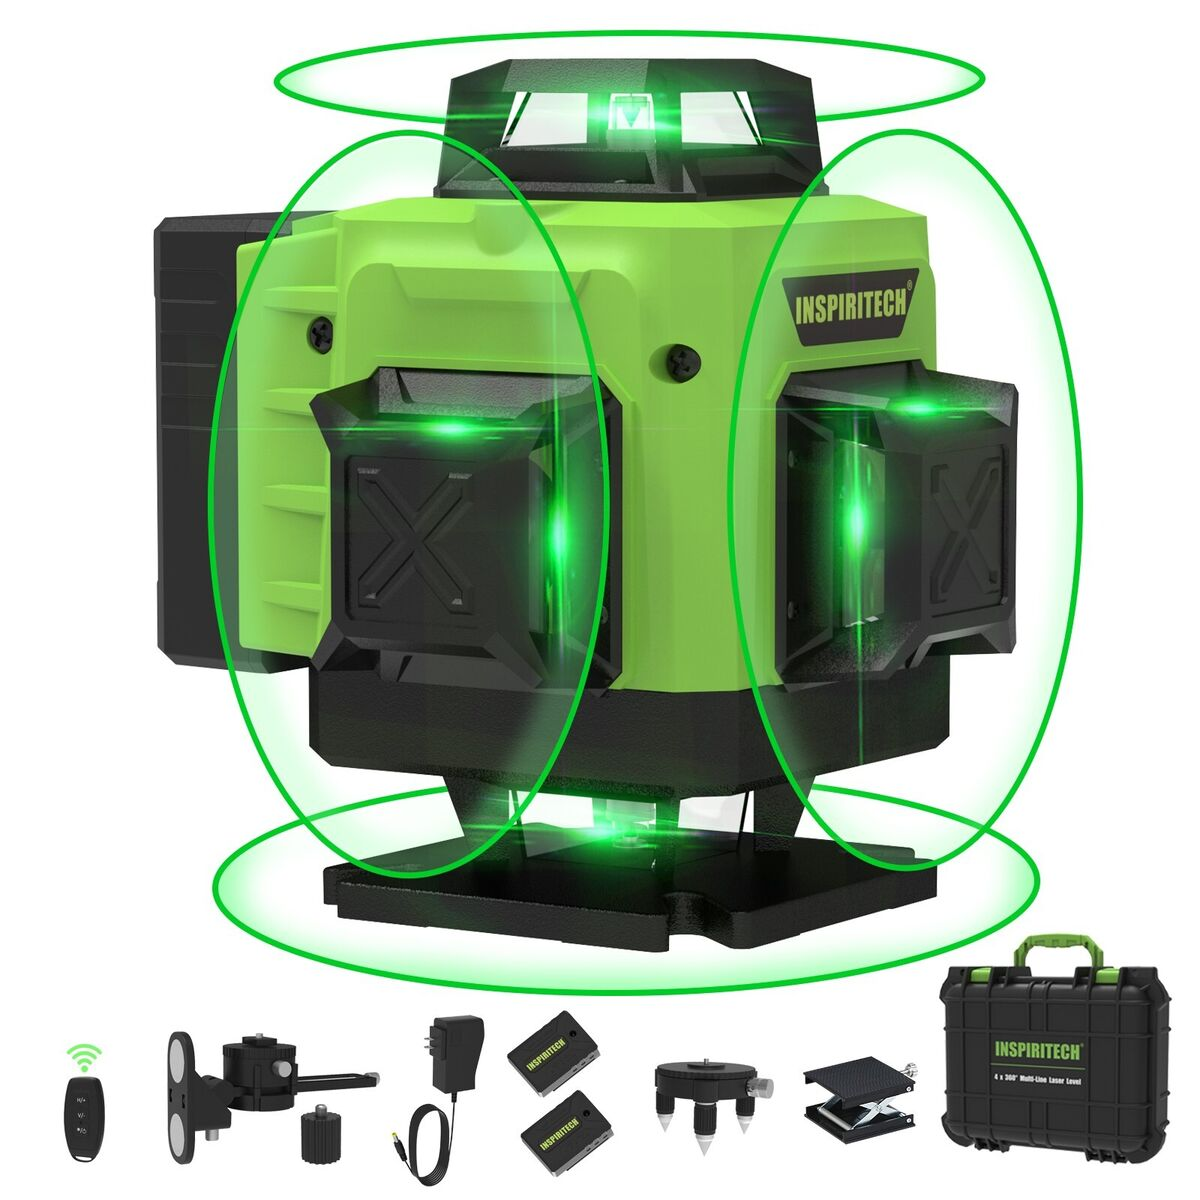 INSPIRITECH®
H/+
V/-
INSPIRITECH
INSPIRITECH
INSPIRITECH®
4 x 360° Multi-Line Laser Level